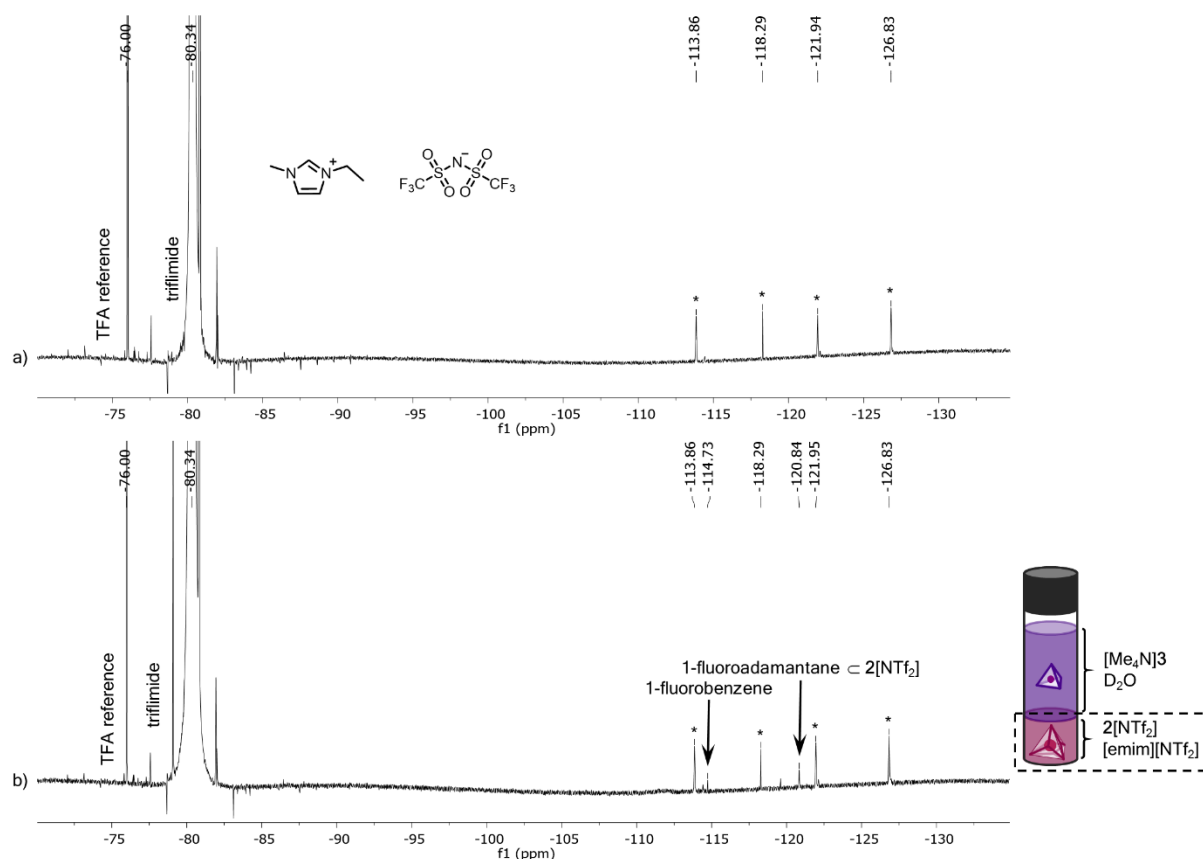 -76.00
-80.34
-113.86
-118.29
-121.94
-126.83
TFA reference
triflimide
N
+
N
O
O
S
N
−
S
O
O
F₃C
CF₃
*
*
*
*
a)
-75 -80 -85 -90 -95 -100 -105 -110 -115 -120 -125 -130
f1 (ppm)
-76.00
-80.34
-113.86
-114.73
-118.29
-120.84
-121.95
-126.83
TFA reference
triflimide
1-fluoroadamantane ⊂ 2[NTf₂]
1-fluorobenzene
*
*
*
*
b)
-75 -80 -85 -90 -95 -100 -105 -110 -115 -120 -125 -130
f1 (ppm)
[Me₄N]3
D₂O
2[NTf₂]
[emim][NTf₂]